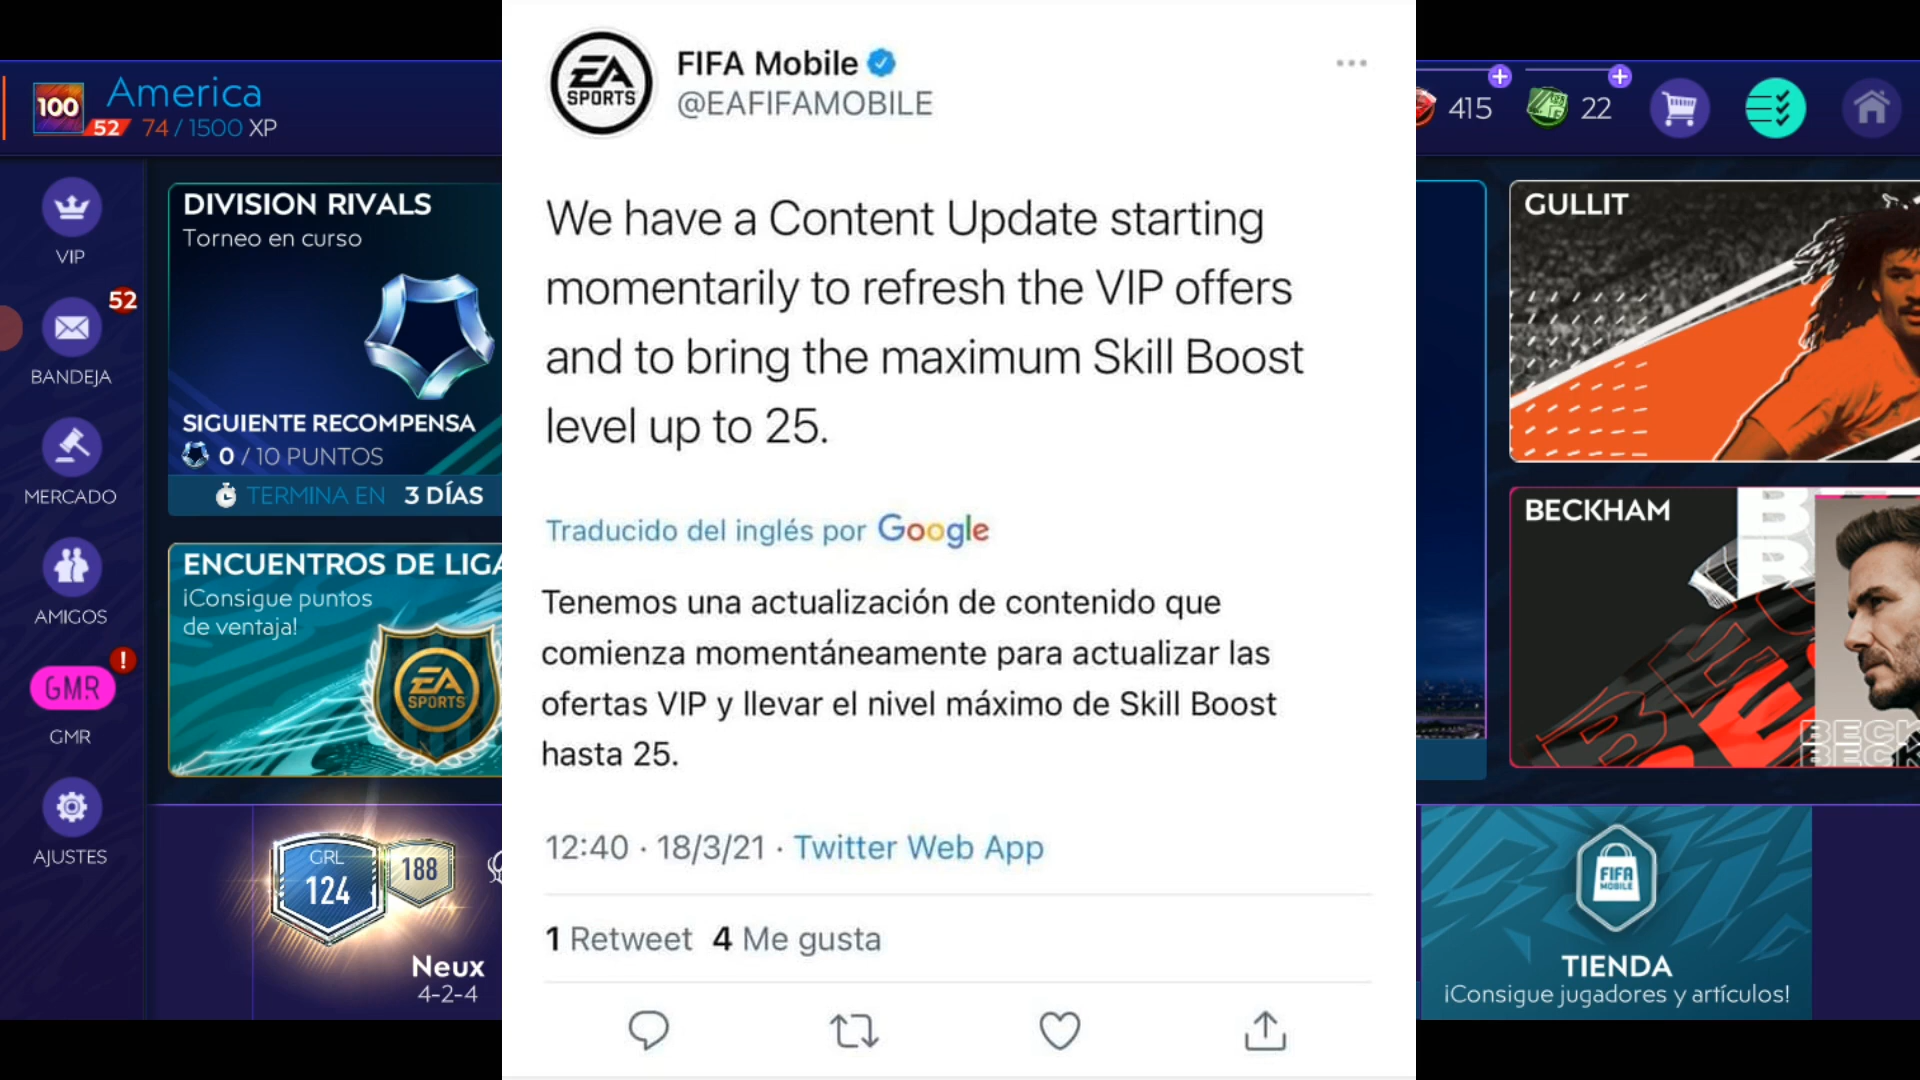 100
America
52 74 / 1500 XP
VIP
52
BANDEJA
MERCADO
AMIGOS
!
GMR
GMR
AJUSTES
DIVISION RIVALS
Torneo en curso
SIGUIENTE RECOMPENSA
0 / 10 PUNTOS
TERMINA EN 3 DÍAS
ENCUENTROS DE LIGA
¡Consigue puntos
de ventaja!
EA
SPORTS
GRL
124
188
Neux
4-2-4
EA
SPORTS
FIFA Mobile
@EAFIFAMOBILE
We have a Content Update starting
momentarily to refresh the VIP offers
and to bring the maximum Skill Boost
level up to 25.
Traducido del inglés por Google
Tenemos una actualización de contenido que
comienza momentáneamente para actualizar las
ofertas VIP y llevar el nivel máximo de Skill Boost
hasta 25.
12:40 · 18/3/21 · Twitter Web App
1 Retweet 4 Me gusta
415
22
GULLIT
BECKHAM
FIFA
MOBILE
TIENDA
¡Consigue jugadores y artículos!